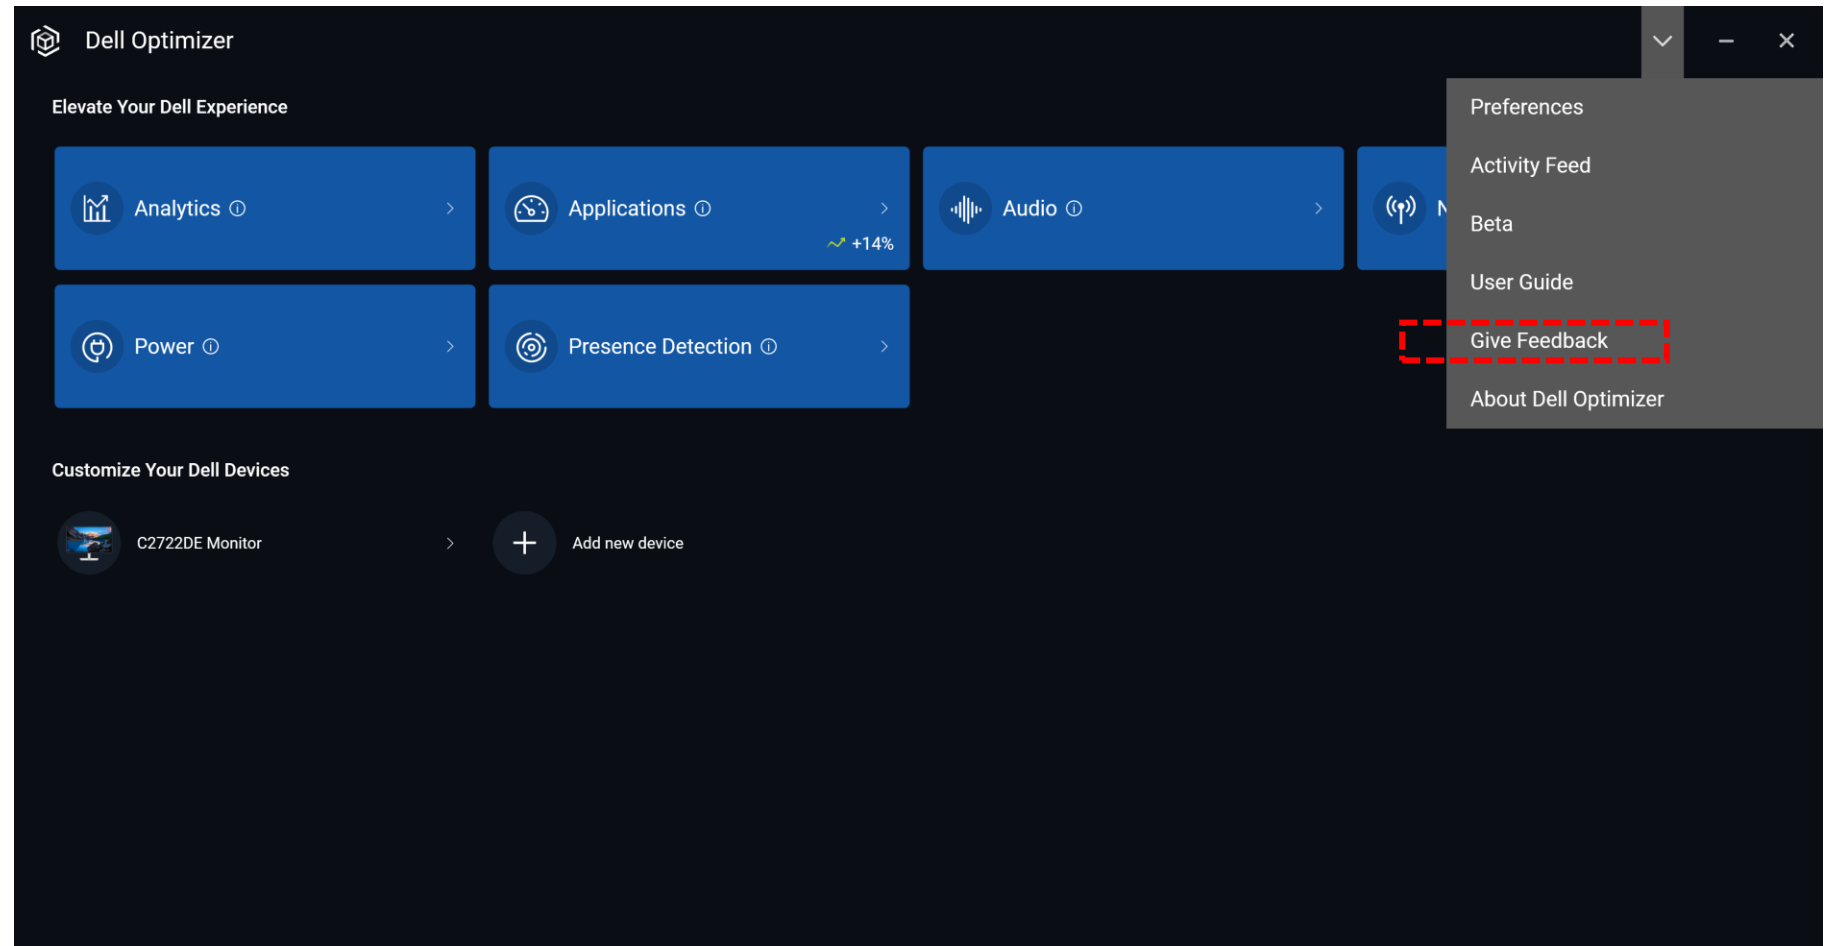 Dell Optimizer
Elevate Your Dell Experience
Analytics
Applications
+14%
Audio
Power
Presence Detection
Preferences
Activity Feed
Beta
User Guide
Give Feedback
About Dell Optimizer
Customize Your Dell Devices
C2722DE Monitor
Add new device